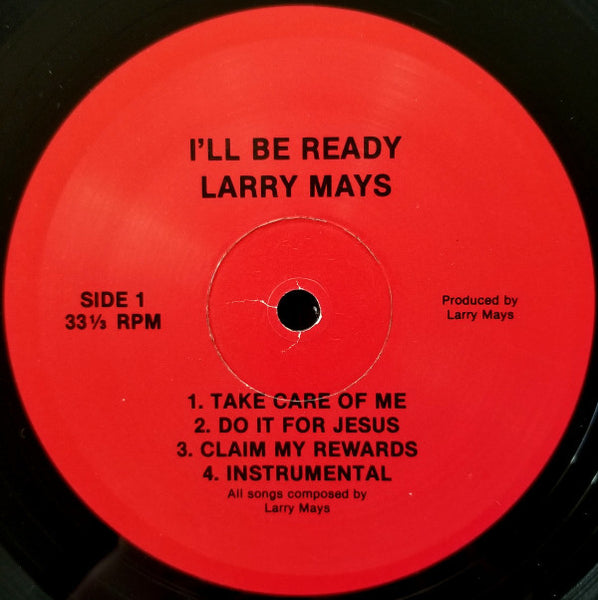 I'LL BE READY
LARRY MAYS
SIDE 1
33⅓ RPM
Produced by
Larry Mays
1. TAKE CARE OF ME
2. DO IT FOR JESUS
3. CLAIM MY REWARDS
4. INSTRUMENTAL
All songs composed by
Larry Mays